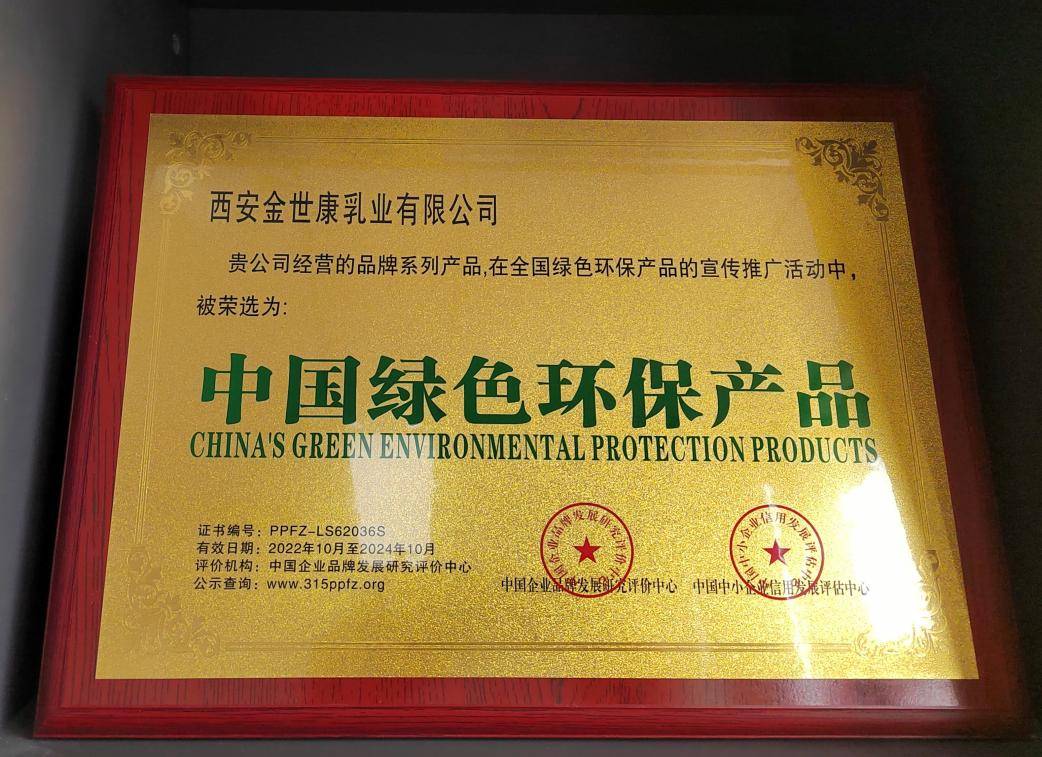 西安金世康乳业有限公司
贵公司经营的品牌系列产品,在全国绿色环保产品的宣传推广活动中,
被荣选为:
中国绿色环保产品
CHINA'S GREEN ENVIRONMENTAL PROTECTION PRODUCTS
证书编号：PPFZ-LS62036S
有效日期：2022年10月至2024年10月
评价机构：中国企业品牌发展研究评价中心
公示查询：www.315ppfz.org
中国企业品牌发展研究评价中心
中国中小企业信用发展评估中心